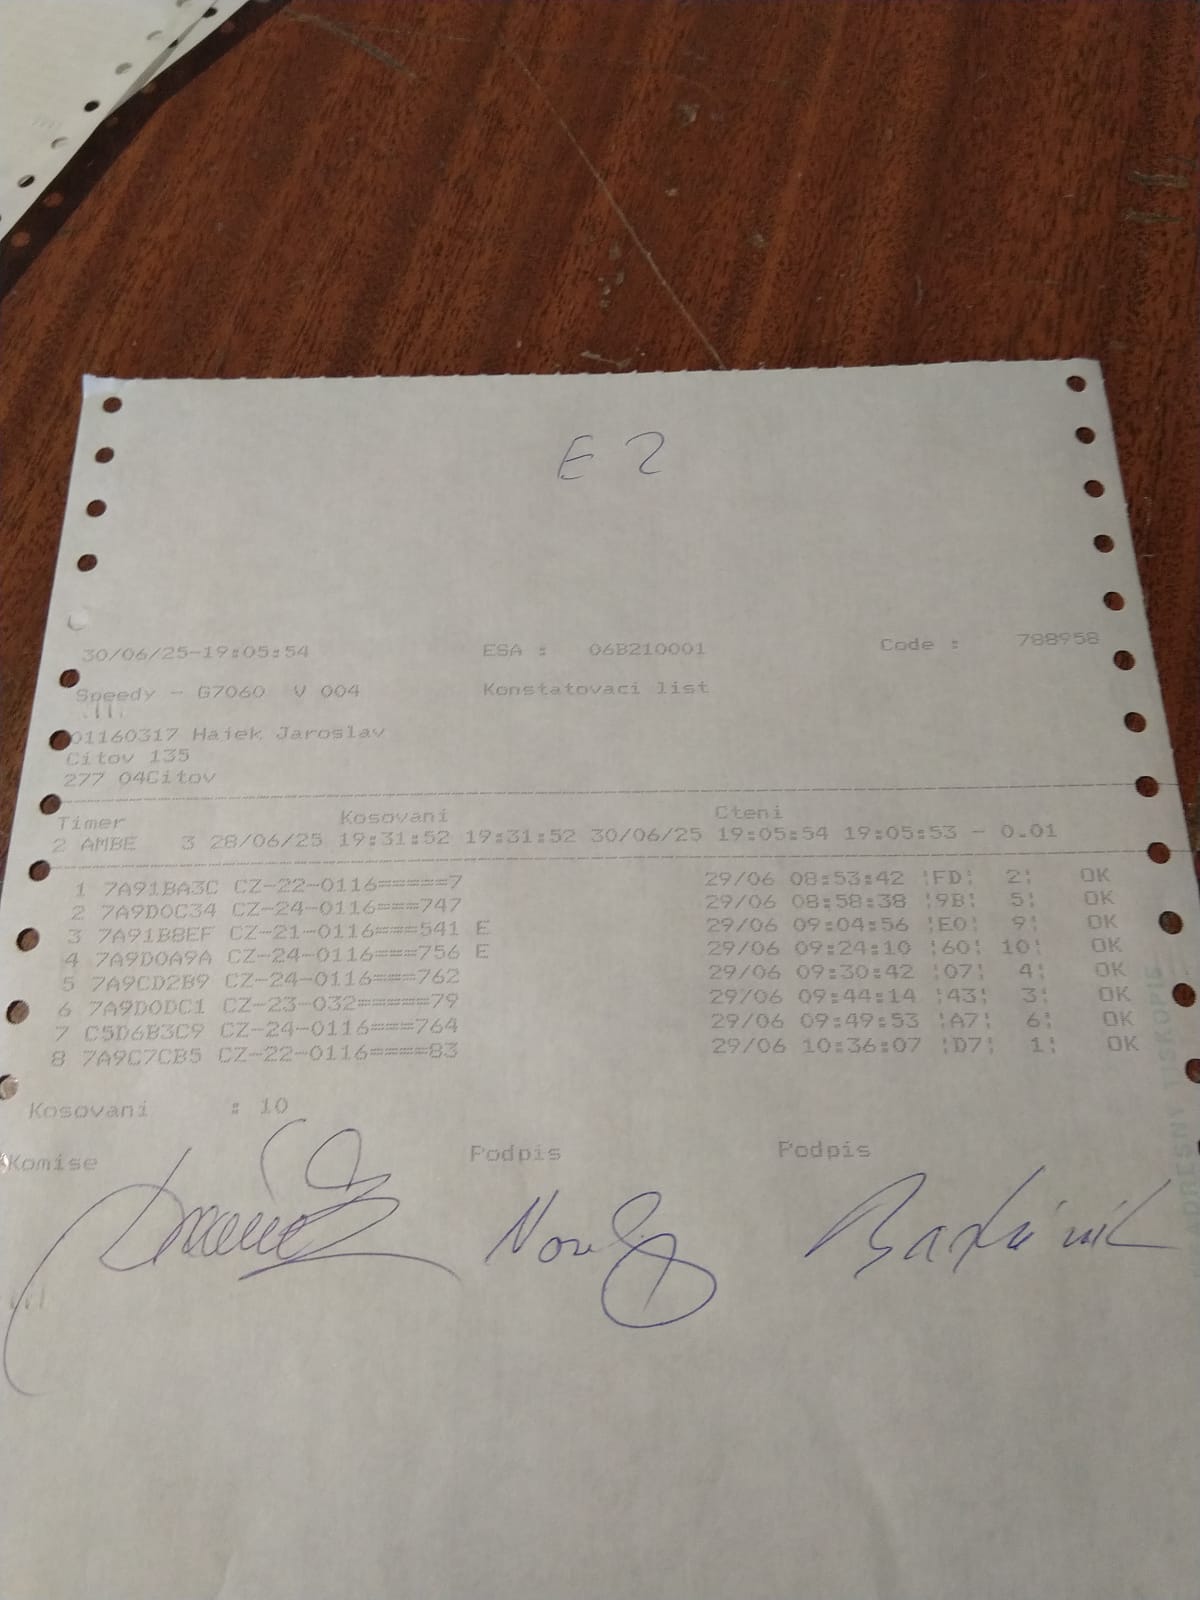 E 2
30/06/25-19:05:54 ESA : 06B210001 Code : 788958
Speedy - G7060 V 004 Konstatovaci list
01160317 Hajek Jaroslav
Citov 135
277 04Citov
Timer Kosovani Cteni
2 AMBE 3 28/06/25 19:31:52 19:31:52 30/06/25 19:05:54 19:05:53 - 0.01
1 7A91BA3C CZ-22-0116=====7 29/06 08:53:42 ¦FD¦ 2¦ OK
2 7A9D0C34 CZ-24-0116===747 29/06 08:58:38 ¦9B¦ 5¦ OK
3 7A91B8EF CZ-21-0116===541 E 29/06 09:04:56 ¦E0¦ 9¦ OK
4 7A9D0A9A CZ-24-0116===756 E 29/06 09:24:10 ¦60¦ 10¦ OK
5 7A9CD2B9 CZ-24-0116===762 29/06 09:30:42 ¦07¦ 4¦ OK
6 7A9D0DC1 CZ-23-032=====79 29/06 09:44:14 ¦43¦ 3¦ OK
7 C5D6B3C9 CZ-24-0116===764 29/06 09:49:53 ¦A7¦ 6¦ OK
8 7A9C7CB5 CZ-22-0116====83 29/06 10:36:07 ¦D7¦ 1¦ OK
Kosovani : 10
Komise Podpis Podpis